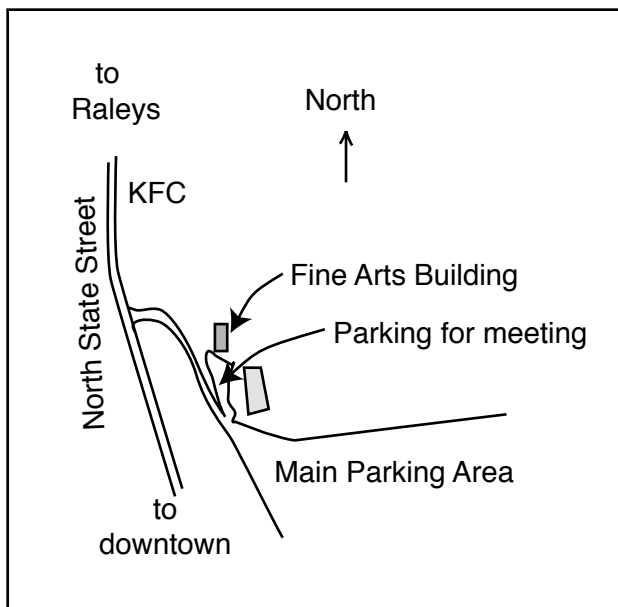 to
Raleys
North
KFC
North State Street
Fine Arts Building
Parking for meeting
Main Parking Area
to
downtown